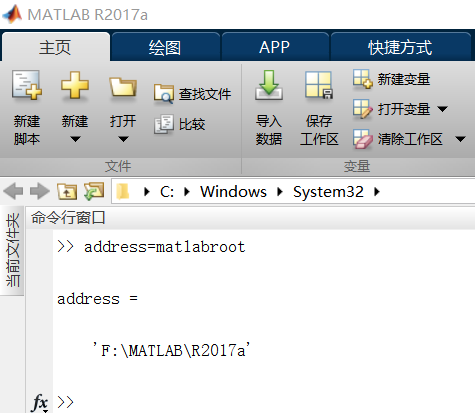 MATLAB R2017a
主页 绘图 APP 快捷方式
新建脚本 新建 打开 查找文件 比较 导入数据 保存工作区 新建变量 打开变量 清除工作区
文件 变量
C: Windows System32
当前文件夹
命令行窗口
>> address=matlabroot
address =
'F:\MATLAB\R2017a'
fx >>